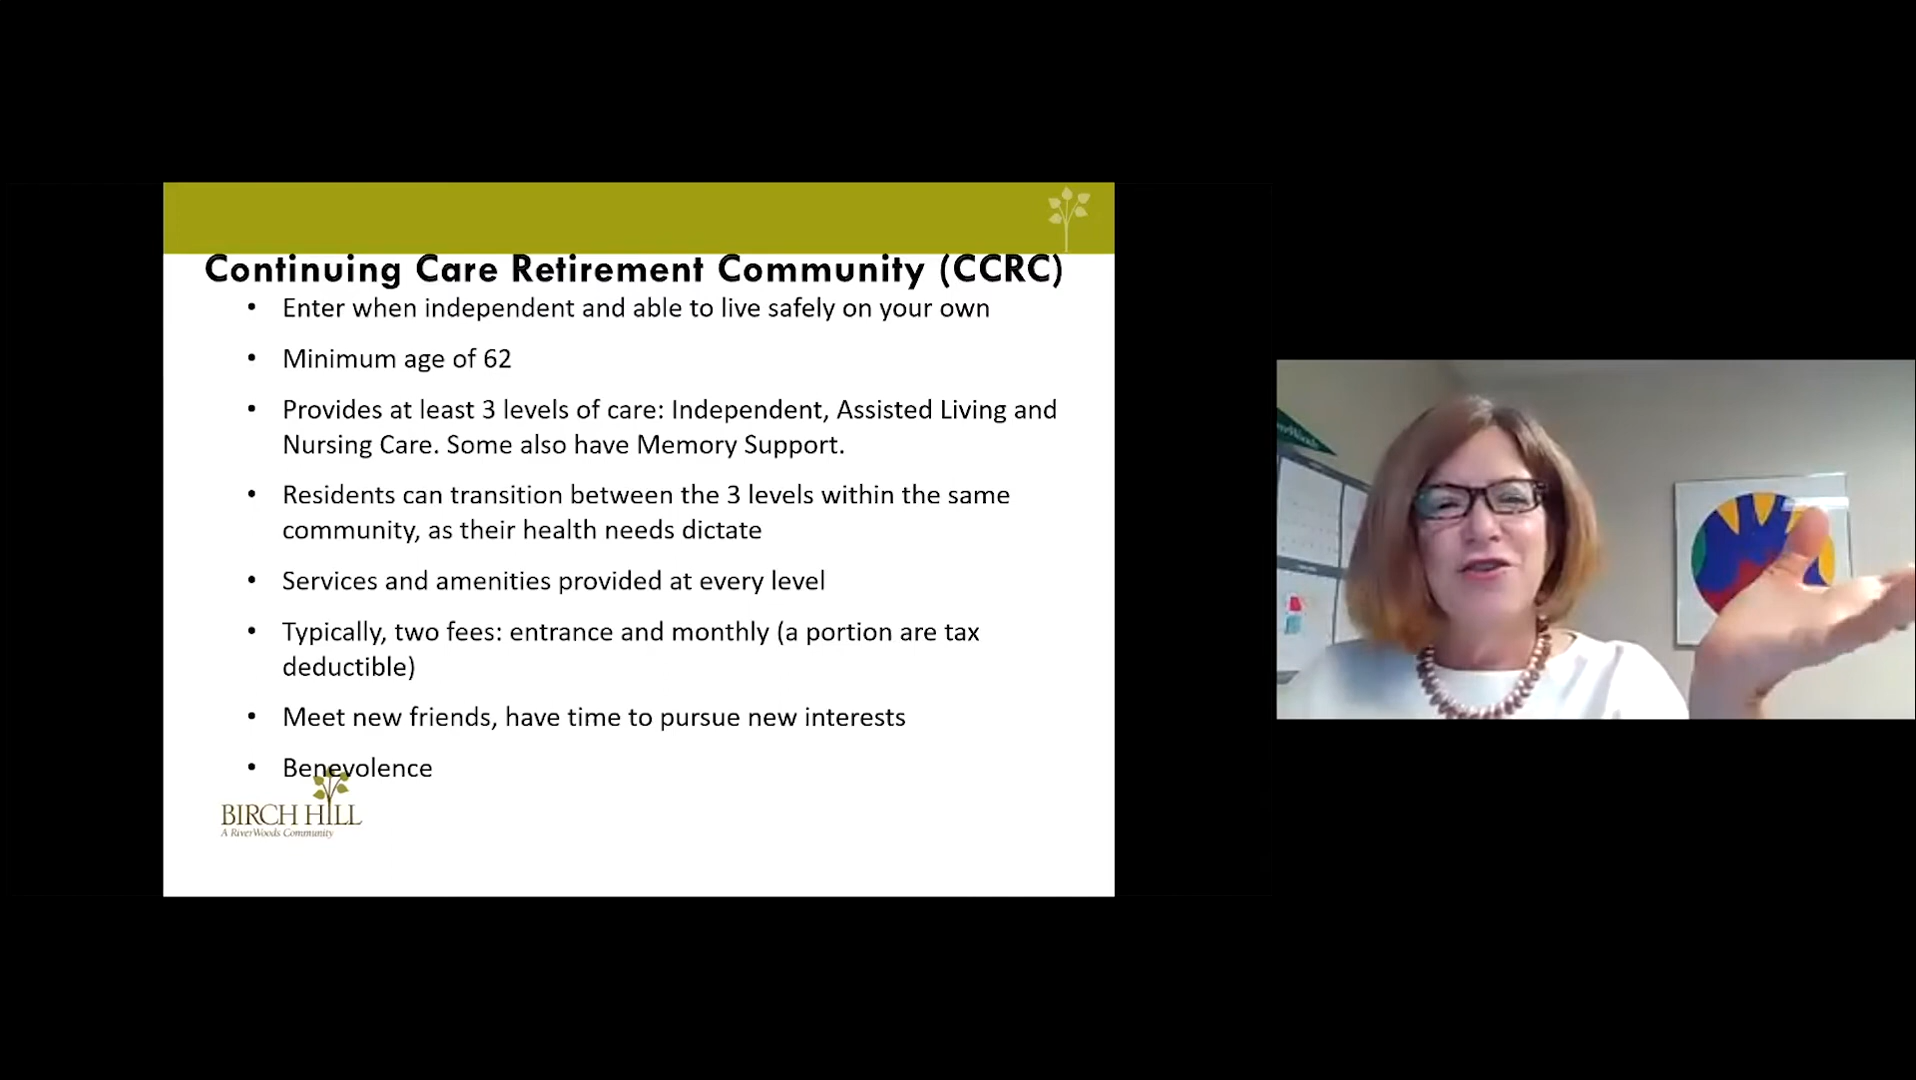 Continuing Care Retirement Community (CCRC)
• Enter when independent and able to live safely on your own
• Minimum age of 62
• Provides at least 3 levels of care: Independent, Assisted Living and
Nursing Care. Some also have Memory Support.
• Residents can transition between the 3 levels within the same
community, as their health needs dictate
• Services and amenities provided at every level
• Typically, two fees: entrance and monthly (a portion are tax
deductible)
• Meet new friends, have time to pursue new interests
• Benevolence
BIRCH HILL
A RiverWoods Community